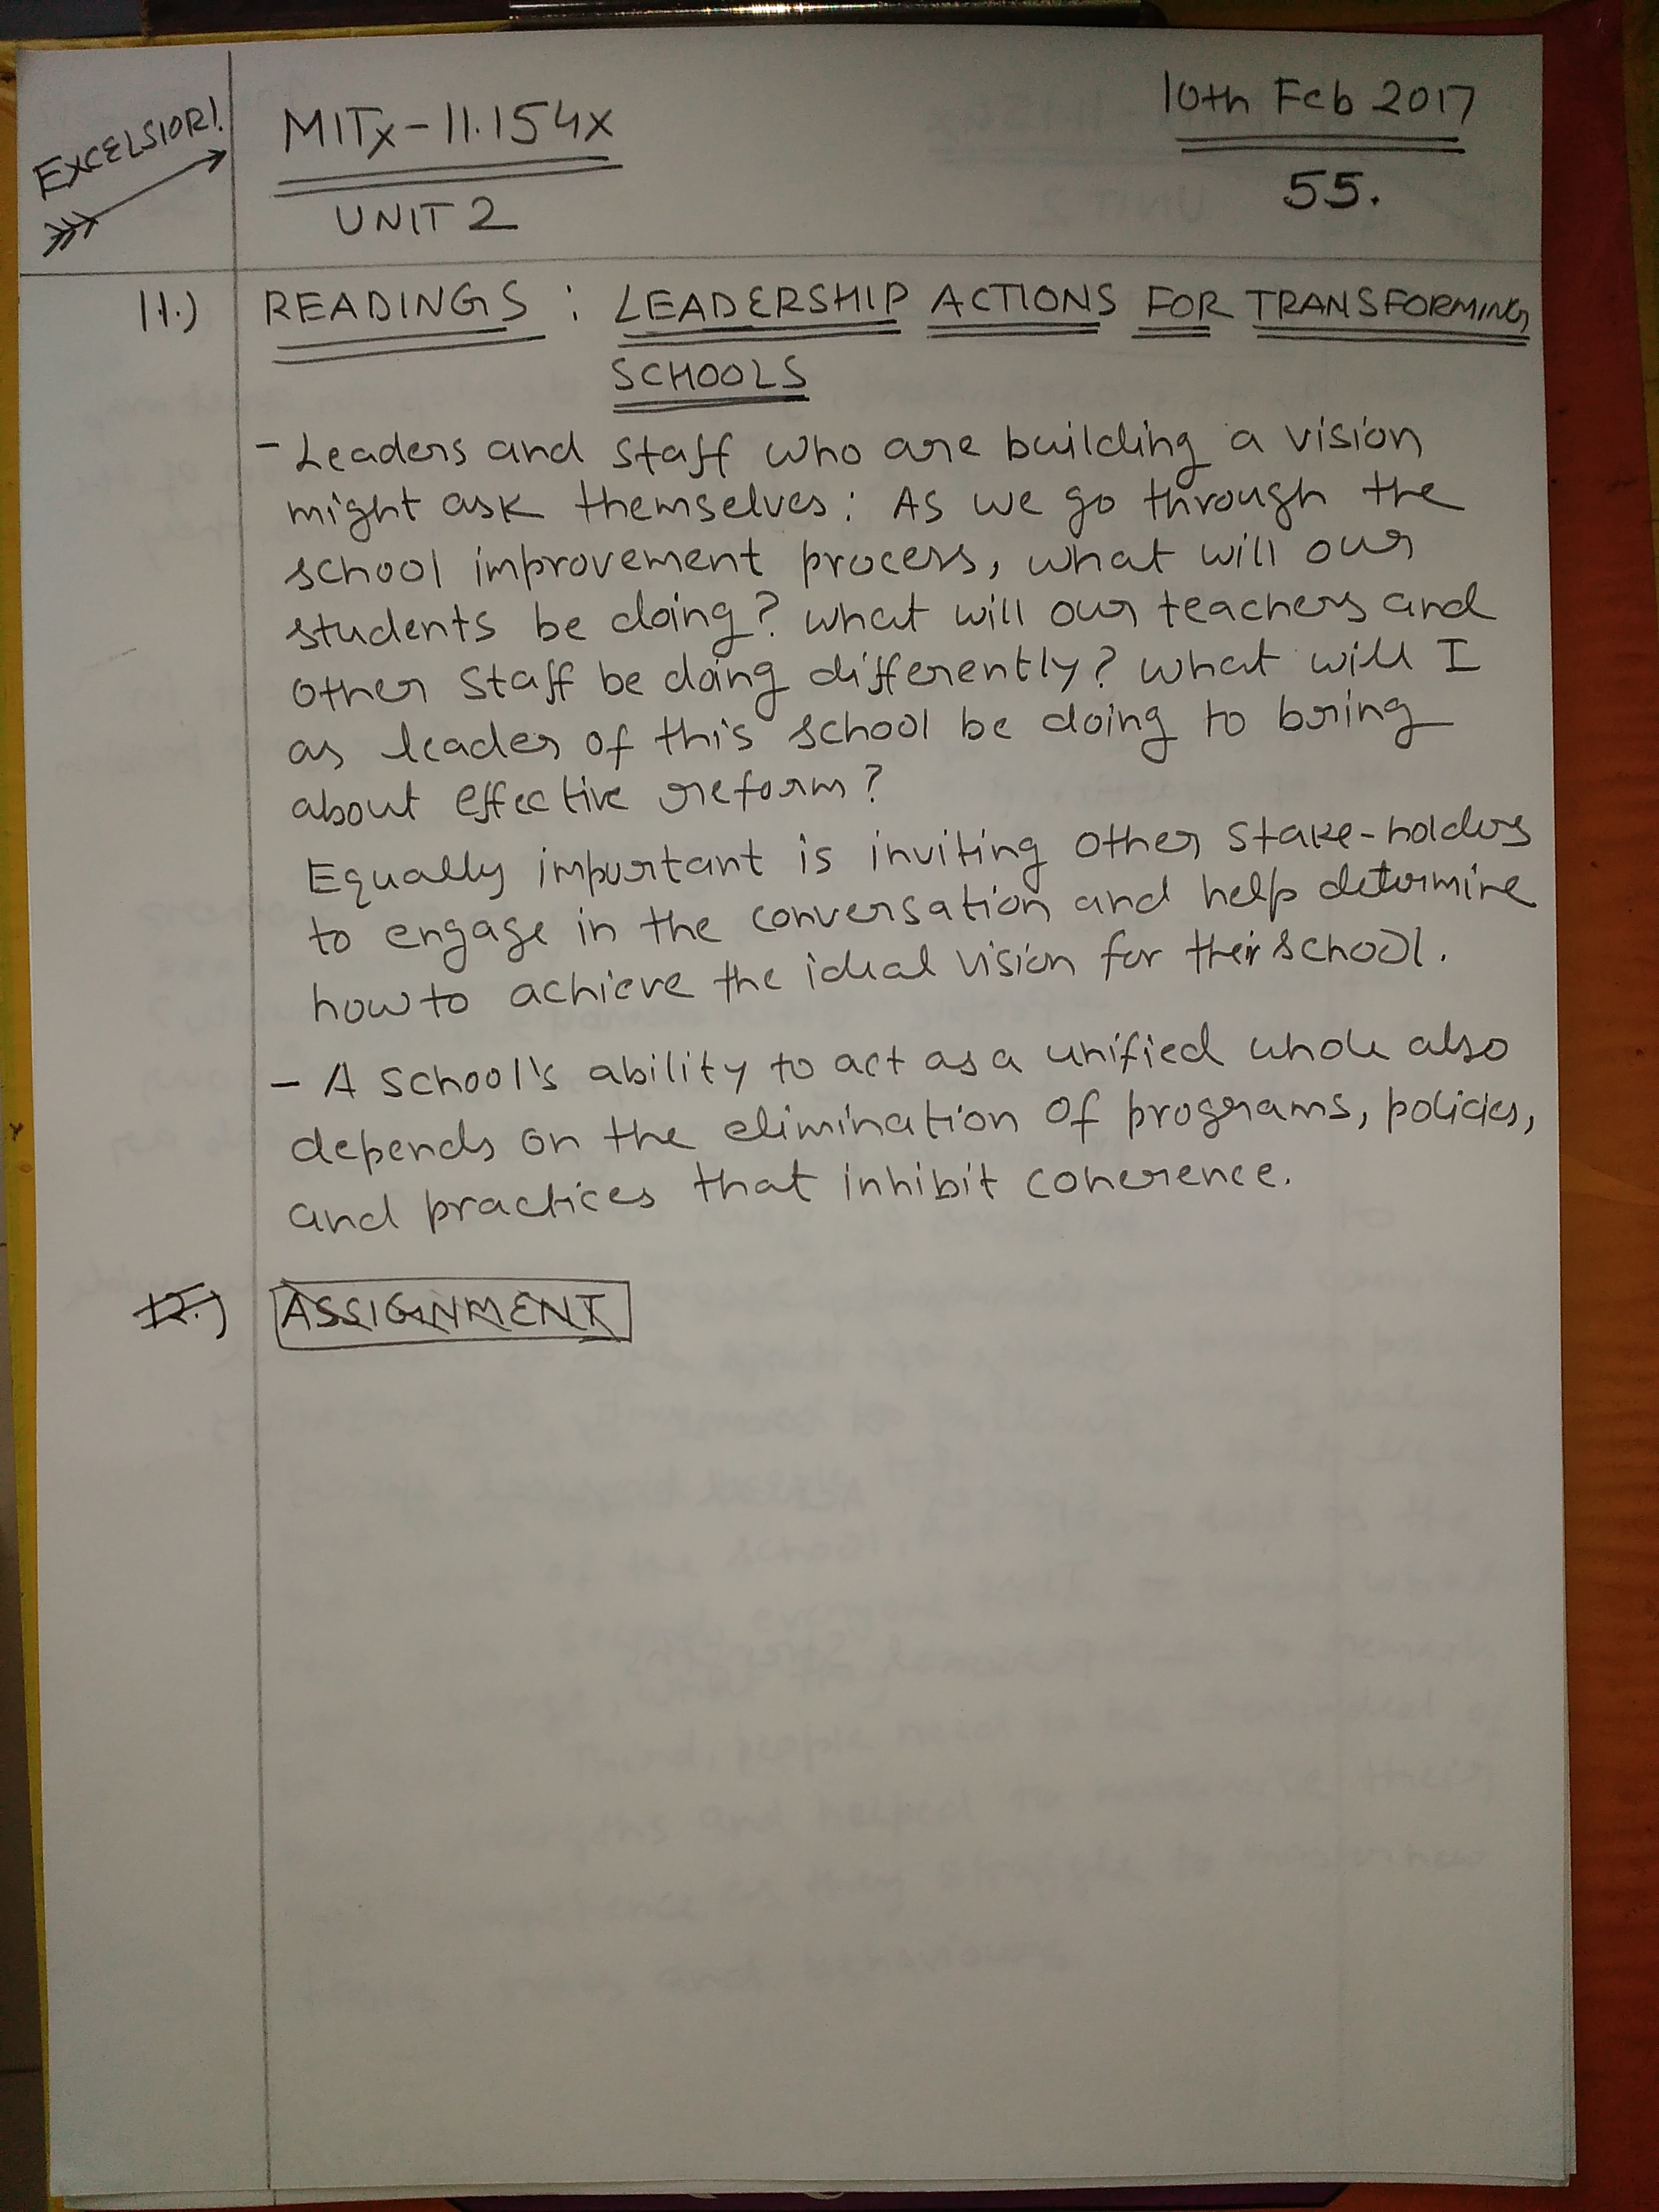 EXCELSIOR!
MITx-11.154x
UNIT 2
10th Feb 2017
55.
11.) READINGS : LEADERSHIP ACTIONS FOR TRANSFORMING
SCHOOLS
- Leaders and staff who are building a vision
might ask themselves: As we go through the
school improvement process, what will our
students be doing? what will our teachers and
other staff be doing differently? what will I
as leader of this school be doing to bring
about effective reform?
Equally important is inviting other stake-holders
to engage in the conversation and help determine
how to achieve the ideal vision for their school.
- A school's ability to act as a unified whole also
depends on the elimination of programs, policies,
and practices that inhibit coherence.
12.) ASSIGNMENT